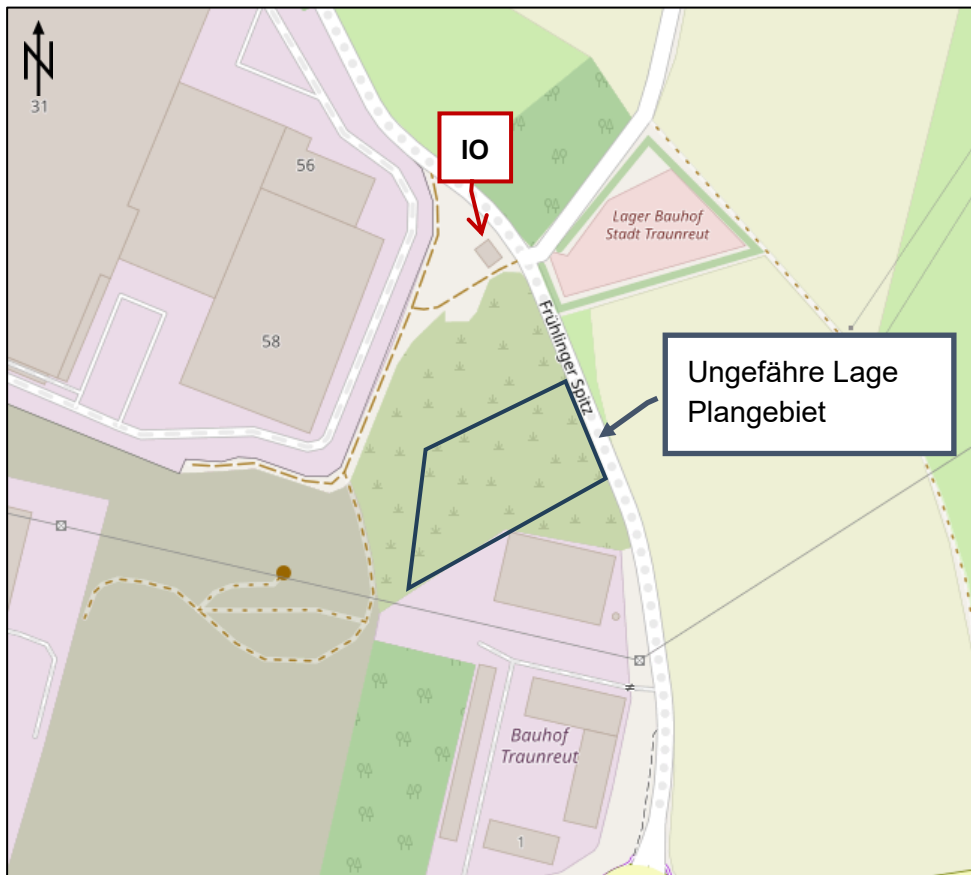 N
31
56
IO
Lager Bauhof
Stadt Traunreut
58
Frühlinger Spitz
Ungefähre Lage
Plangebiet
Bauhof
Traunreut
1